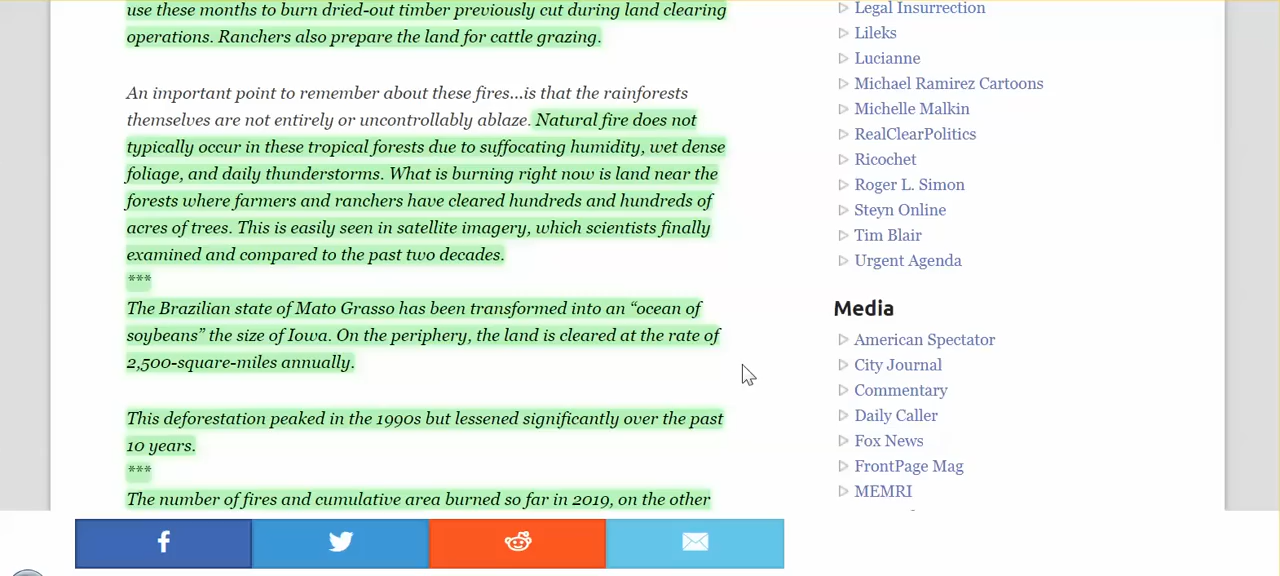 use these months to burn dried-out timber previously cut during land clearing
operations. Ranchers also prepare the land for cattle grazing.
An important point to remember about these fires...is that the rainforests
themselves are not entirely or uncontrollably ablaze. Natural fire does not
typically occur in these tropical forests due to suffocating humidity, wet dense
foliage, and daily thunderstorms. What is burning right now is land near the
forests where farmers and ranchers have cleared hundreds and hundreds of
acres of trees. This is easily seen in satellite imagery, which scientists finally
examined and compared to the past two decades.
***
The Brazilian state of Mato Grasso has been transformed into an “ocean of
soybeans” the size of Iowa. On the periphery, the land is cleared at the rate of
2,500-square-miles annually.
This deforestation peaked in the 1990s but lessened significantly over the past
10 years.
***
The number of fires and cumulative area burned so far in 2019, on the other
Legal Insurrection
Lileks
Lucianne
Michael Ramirez Cartoons
Michelle Malkin
RealClearPolitics
Ricochet
Roger L. Simon
Steyn Online
Tim Blair
Urgent Agenda
Media
American Spectator
City Journal
Commentary
Daily Caller
Fox News
FrontPage Mag
MEMRI